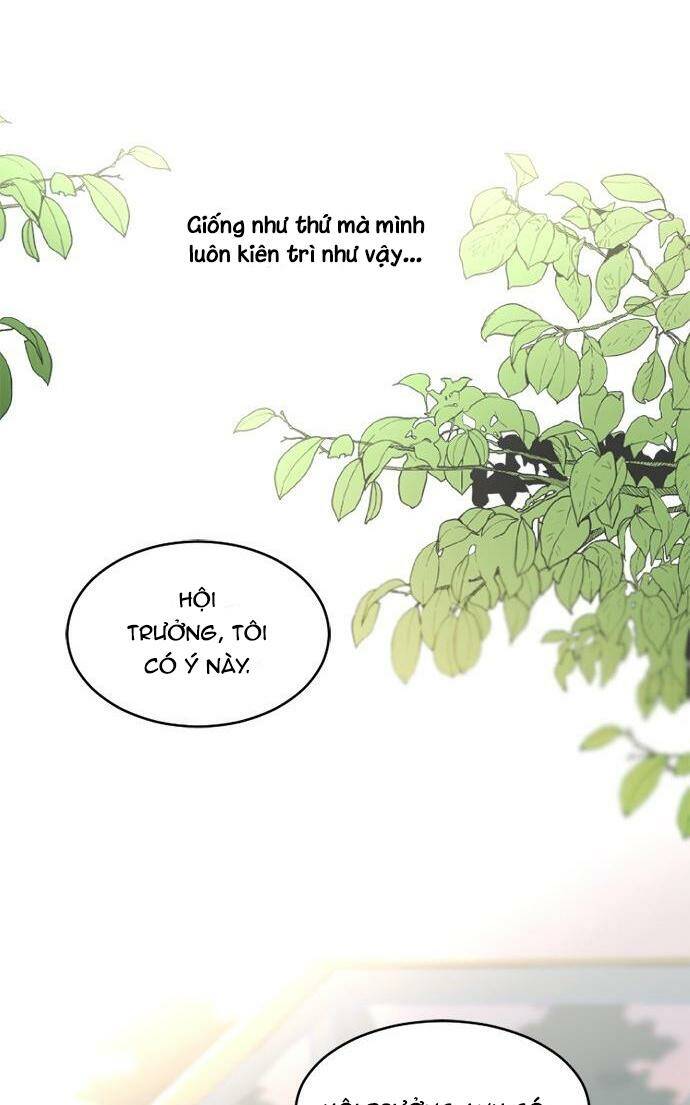 Giống như thứ mà mình
luôn kiên trì như vậy...
HỘI
TRƯỞNG, TÔI
CÓ Ý NÀY.